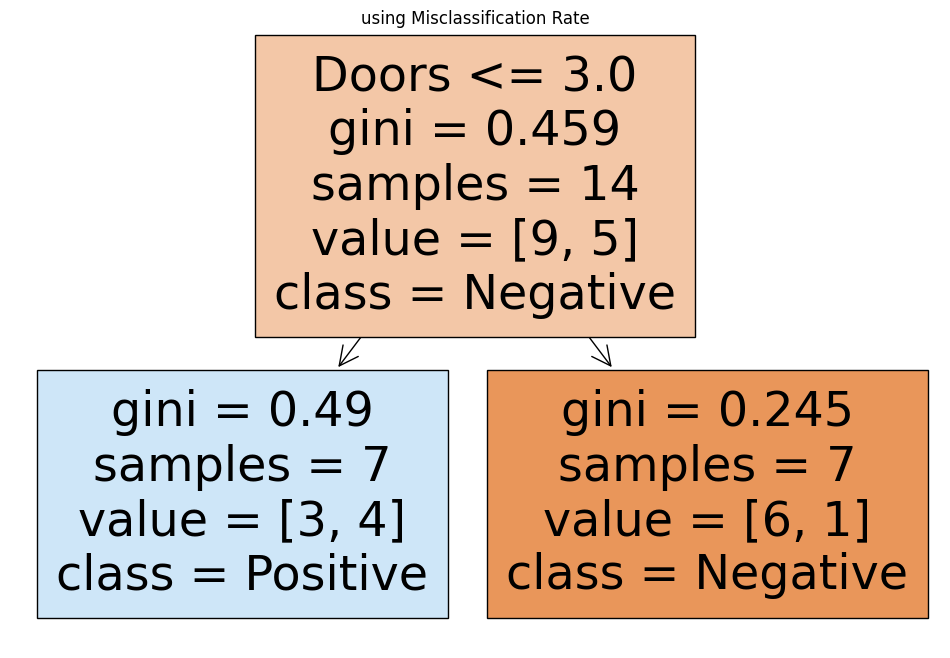 using Misclassification Rate
Doors <= 3.0
gini = 0.459
samples = 14
value = [9, 5]
class = Negative
gini = 0.49
samples = 7
value = [3, 4]
class = Positive
gini = 0.245
samples = 7
value = [6, 1]
class = Negative